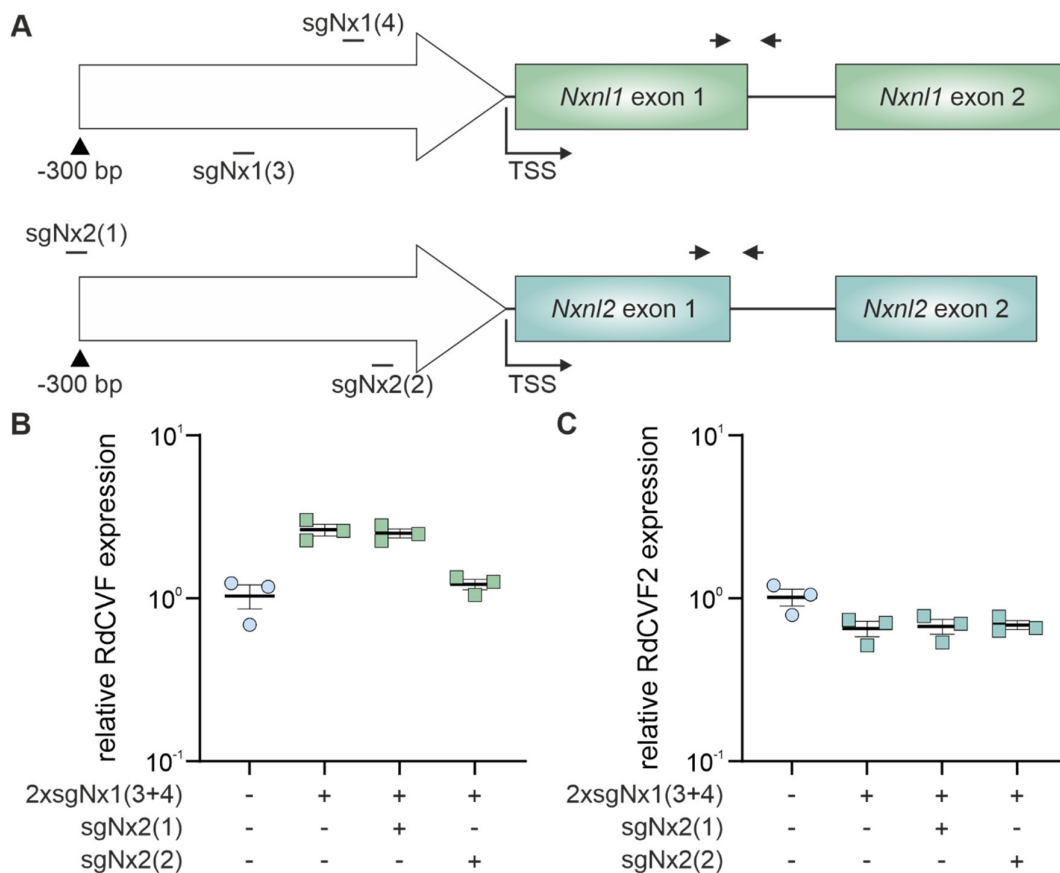 A
sgNx1(4)
Nxnl1 exon 1
Nxnl1 exon 2
-300 bp
sgNx1(3)
TSS
sgNx2(1)
Nxnl2 exon 1
Nxnl2 exon 2
-300 bp
sgNx2(2)
TSS
B
relative RdCVF expression
10¹
10⁰
10⁻¹
2xsgNx1(3+4) - + + +
sgNx2(1) - - + -
sgNx2(2) - - - +
C
relative RdCVF2 expression
10¹
10⁰
10⁻¹
2xsgNx1(3+4) - + + +
sgNx2(1) - - + -
sgNx2(2) - - - +